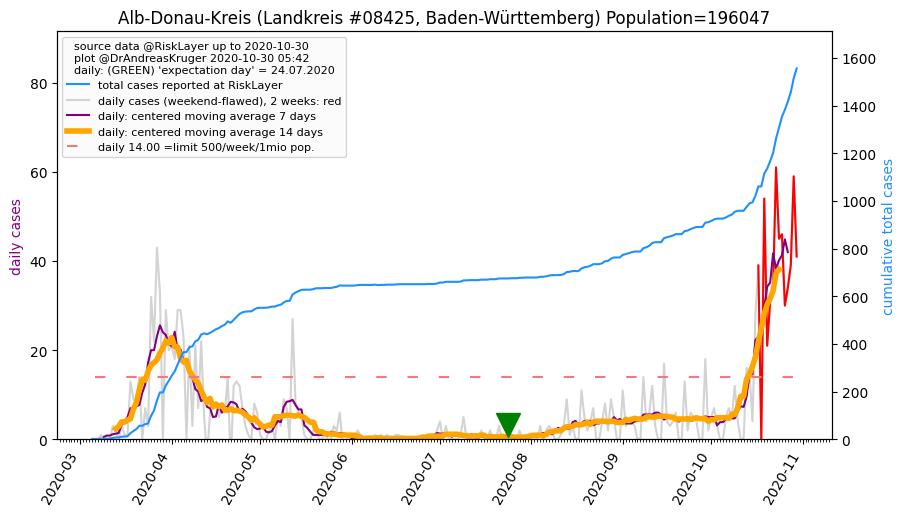 Alb-Donau-Kreis (Landkreis #08425, Baden-Württemberg) Population=196047
source data @RiskLayer up to 2020-10-30
plot @DrAndreasKruger 2020-10-30 05:42
daily: (GREEN) 'expectation day' = 24.07.2020
total cases reported at RiskLayer
daily cases (weekend-flawed), 2 weeks: red
daily: centered moving average 7 days
daily: centered moving average 14 days
daily 14.00 =limit 500/week/1mio pop.
daily cases
80
60
40
20
0
cumulative total cases
1600
1400
1200
1000
800
600
400
200
0
2020-03
2020-04
2020-05
2020-06
2020-07
2020-08
2020-09
2020-10
2020-11